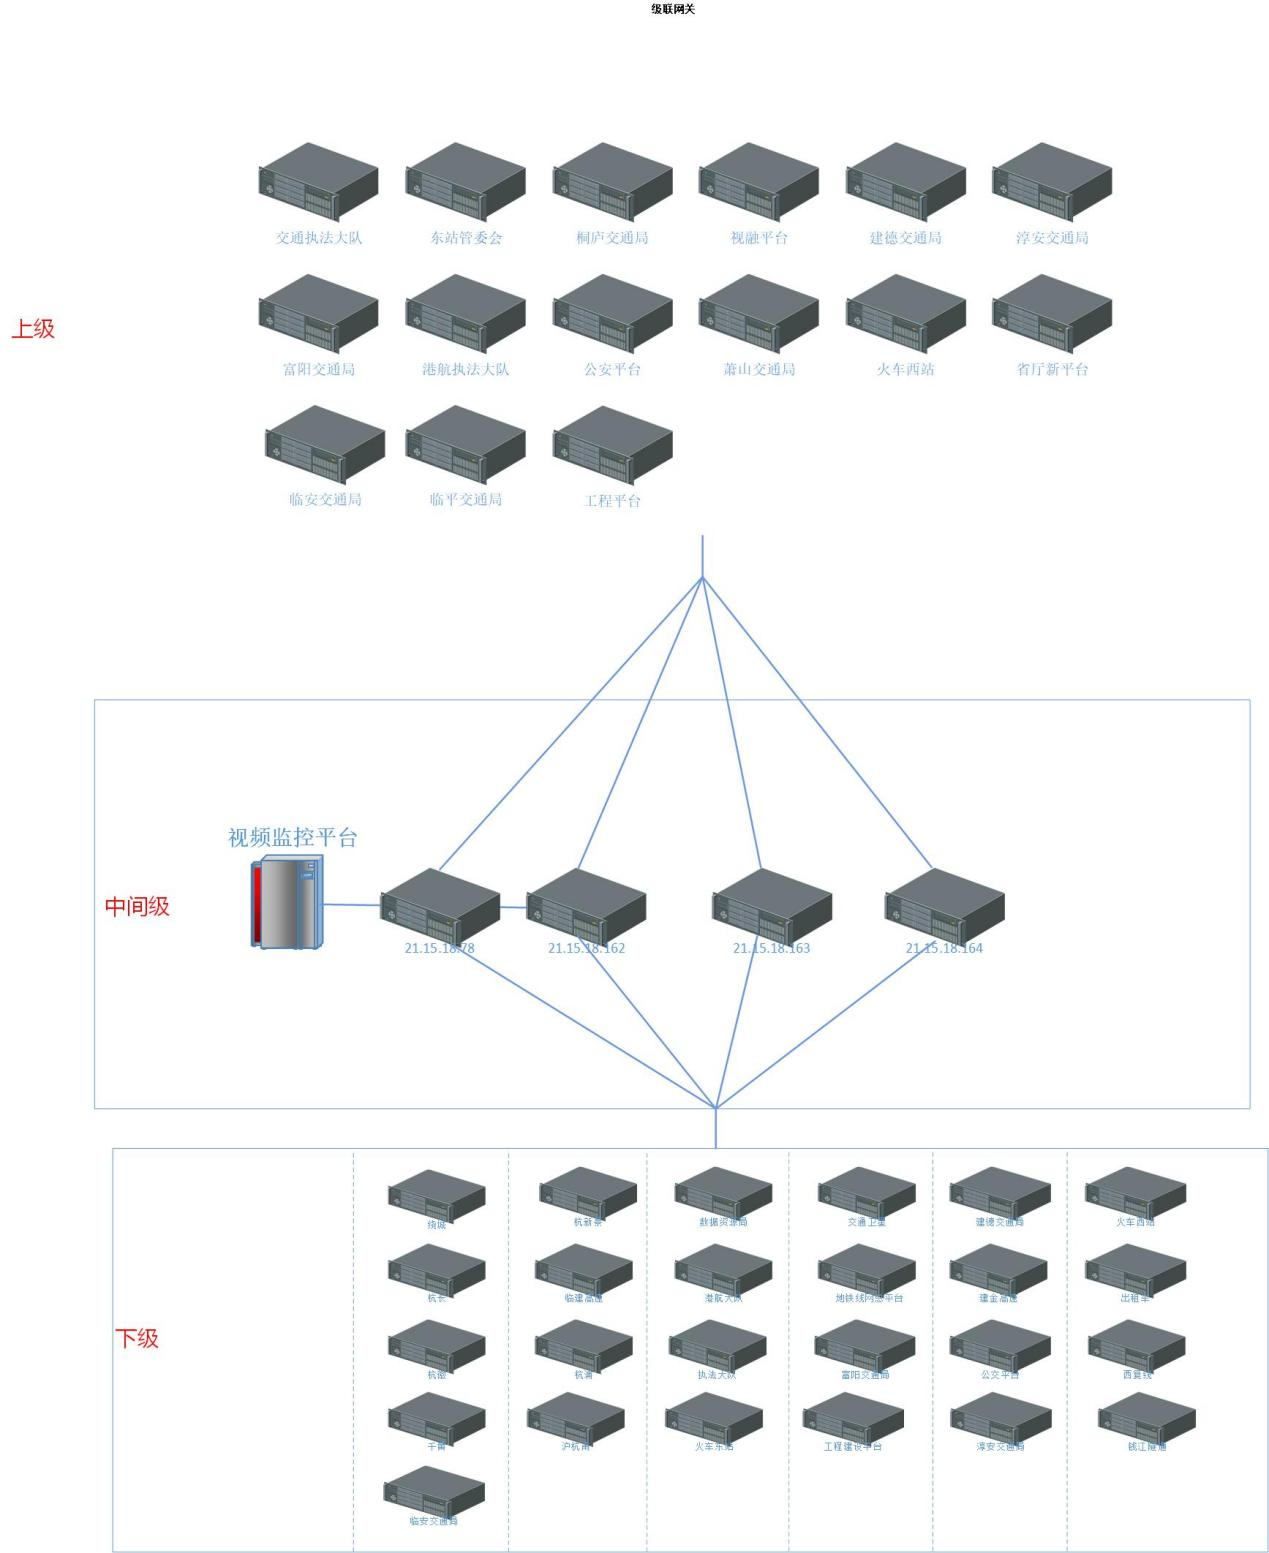 级联网关
交通执法大队
东站管委会
桐庐交通局
视融平台
建德交通局
淳安交通局
上级
富阳交通局
港航执法大队
公安平台
萧山交通局
火车西站
省厅新平台
临安交通局
临平交通局
工程平台
视频监控平台
中间级
21.15.18.78
21.15.18.162
21.15.18.163
21.15.18.164
绕城
杭新景
数据资源局
交通卫星
建德交通局
火车西站
杭长
临建高速
港航大队
地铁线网总平台
建金高速
出租车
下级
执法大队
富阳交通局
公交平台
西复线
千黄
沪杭甬
火车东站
工程建设平台
淳安交通局
钱江隧道
临安交通局